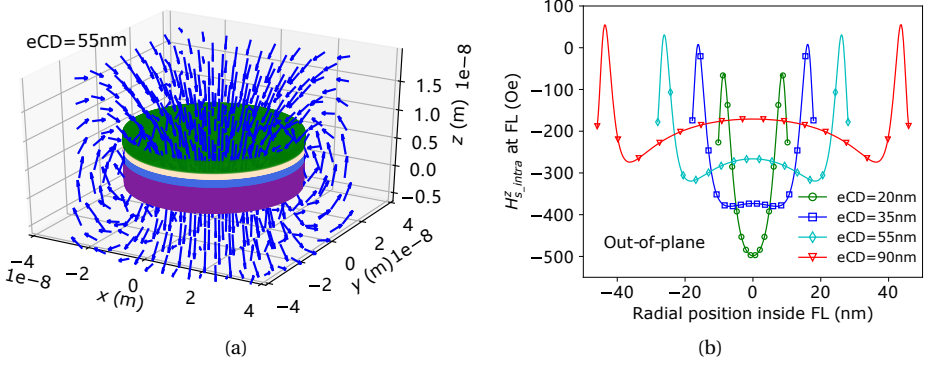 eCD=55nm
1e−8
1.5
1.0
0.5
0.0
−0.5
z (m)
4
2
0
−2
−4
y (m)
1e−8
−4
−2
0
2
4
1e−8
x (m)
(a)
0
−100
−200
−300
−400
−500
H^z_{s_intra} at FL (Oe)
eCD=20nm
eCD=35nm
eCD=55nm
eCD=90nm
Out-of-plane
−40 −20 0 20 40
Radial position inside FL (nm)
(b)